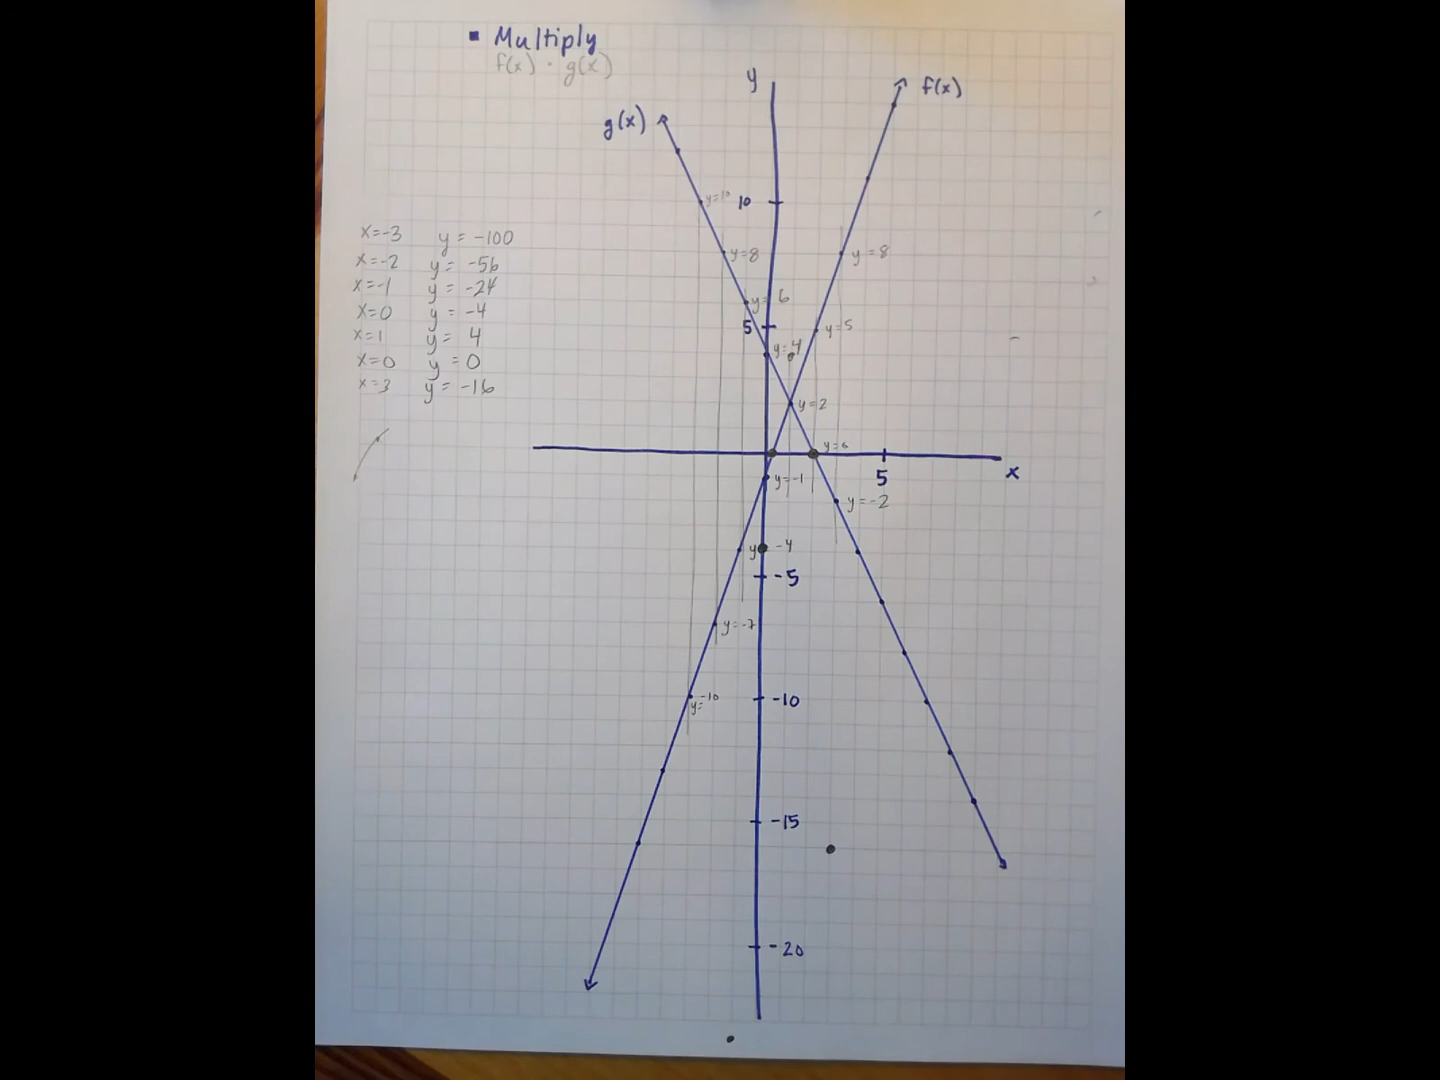 ▪ Multiply
f(x) · g(x)
y
f(x)
g(x)
y=10
10
x=-3 y = -100
x=-2 y = -56
x=-1 y = -24
x=0 y = -4
x=1 y = 4
x=0 y = 0
x=3 y = -16
y=8
y=8
y= 6
5
y=5
y=4
y=2
5
x
y=-1
y=-2
y -4
-5
y=-7
y=-10
-10
-15
-20